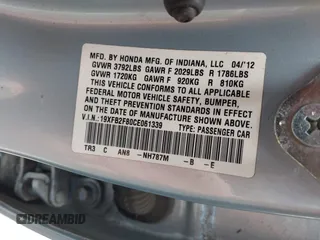 MFD. BY HONDA MFG. OF INDIANA, LLC 04/'12
GVWR 3792LBS GAWR F 2029LBS R 1786LBS
GVWR 1720KG GAWR F 920KG R 810KG
THIS VEHICLE CONFORMS TO ALL APPLICABLE
FEDERAL MOTOR VEHICLE SAFETY, BUMPER,
AND THEFT PREVENTION STANDARDS IN EFFECT
ON THE DATE OF MANUFACTURE SHOWN ABOVE.
V.I.N.: 19XFB2F80CE061339 TYPE: PASSENGER CAR
TR3 C AN8 -NH787M -B -E
DREAMBID